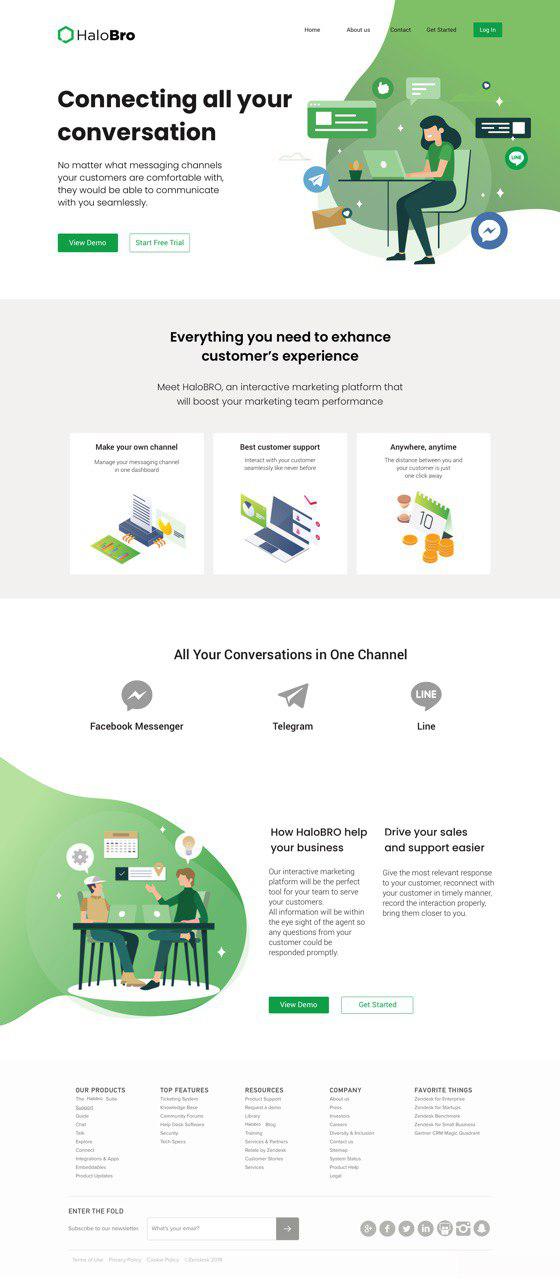 HaloBro
Home About us Contact Get Started Log In
Connecting all your
conversation
No matter what messaging channels
your customers are comfortable with,
they would be able to communicate
with you seamlessly.
View Demo Start Free Trial
LINE
Everything you need to exhance
customer's experience
Meet HaloBRO, an interactive marketing platform that
will boost your marketing team performance
Make your own channel
Manage your messaging channel
in one dashboard
Best customer support
Interact with your customer
seamlessly like never before
Anywhere, anytime
The distance between you and
your customer is just
one click away
10
All Your Conversations in One Channel
LINE
Facebook Messenger Telegram Line
How HaloBRO help
your business
Our interactive marketing
platform will be the perfect
tool for your team to serve
your customers.
All information will be within
the eye sight of the agent so
any questions from your
customer could be
responded promptly.
Drive your sales
and support easier
Give the most relevant response
to your customer, reconnect with
your customer in timely manner,
record the interaction properly,
bring them closer to you.
View Demo Get Started
OUR PRODUCTS
The Halobro Suite
Support
Guide
Chat
Talk
Explore
Connect
Integrations & Apps
Embeddables
Product Updates
TOP FEATURES
Ticketing System
Knowledge Base
Community Forums
Help Desk Software
Security
Tech Specs
RESOURCES
Product Support
Request a demo
Library
Halobro Blog
Training
Services & Partners
Relate by Zendesk
Customer Stories
Services
COMPANY
About us
Press
Investors
Careers
Diversity & Inclusion
Contact us
Sitemap
System Status
Product Help
Legal
FAVORITE THINGS
Zendesk for Enterprise
Zendesk for Startups
Zendesk Benchmark
Zendesk for Small Business
Gartner CRM Magic Quadrant
ENTER THE FOLD
Subscribe to our newsletter What's your email?
Terms of Use Privacy Policy Cookie Policy ©Zendesk 2018